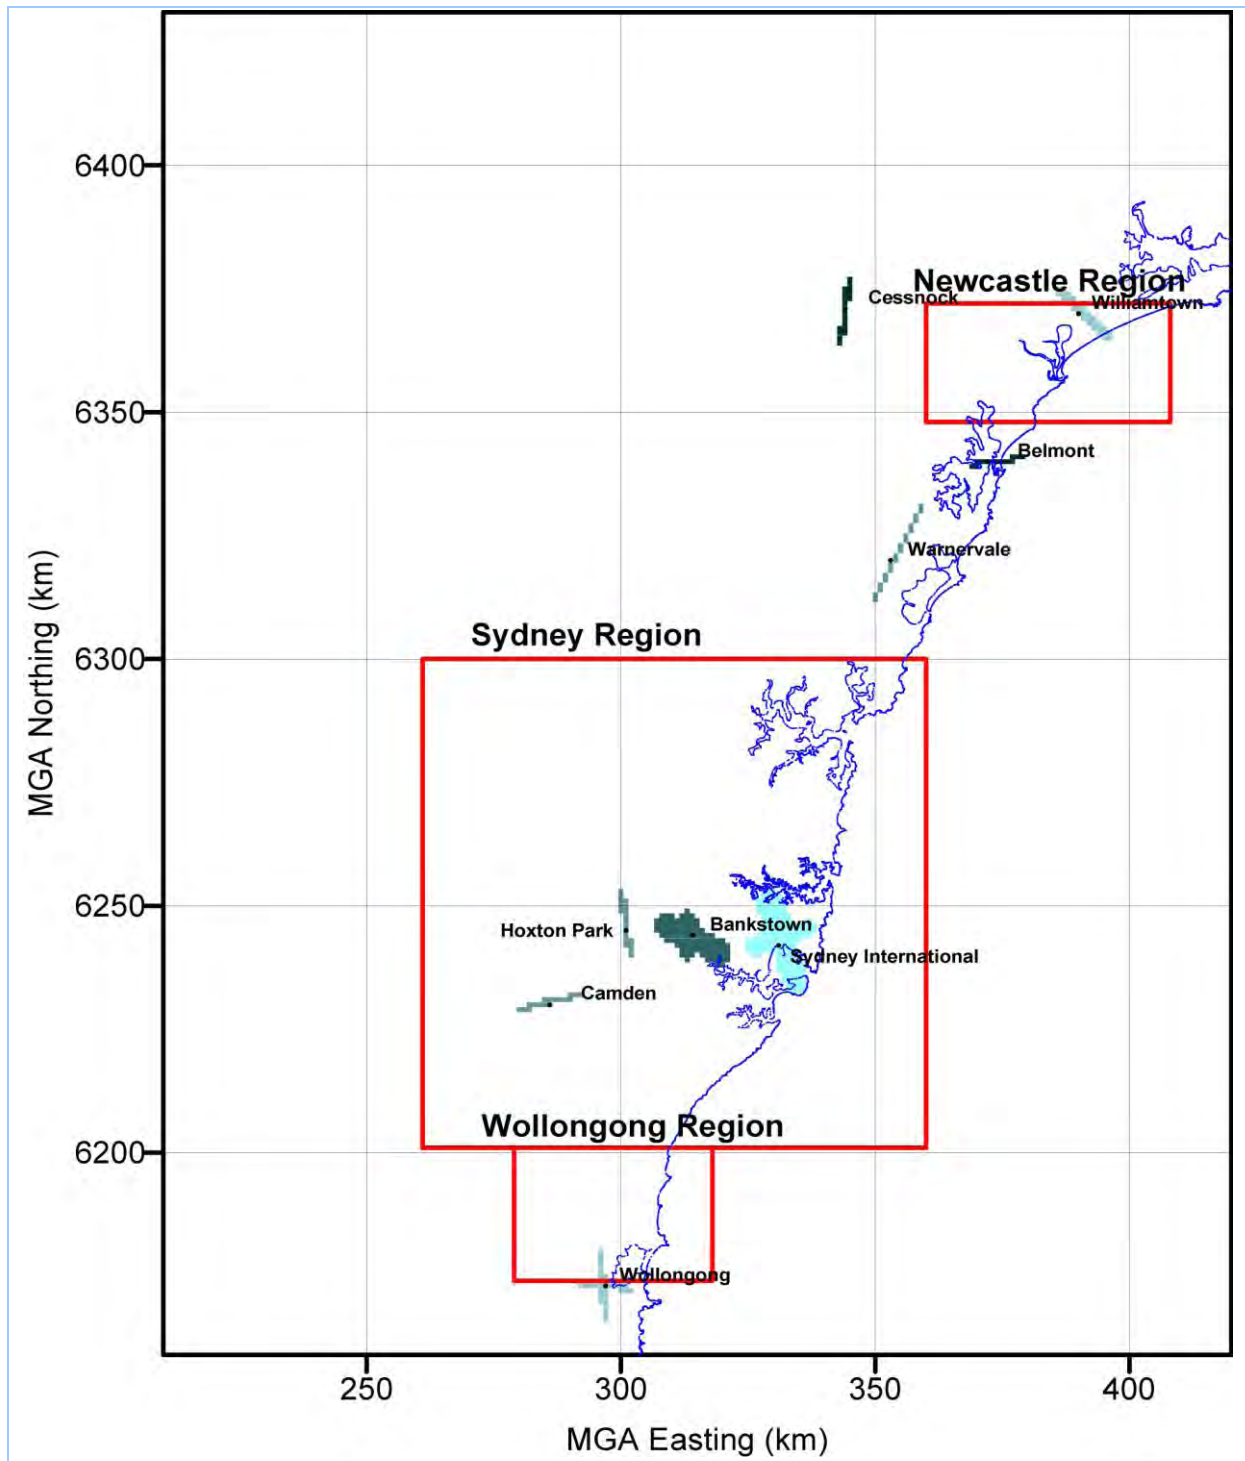 6400
Newcastle Region
Cessnock
Williamtown
6350
Belmont
Warnervale
Sydney Region
6300
MGA Northing (km)
6250
Bankstown
Hoxton Park
Sydney International
Camden
Wollongong Region
6200
Wollongong
250
300
350
400
MGA Easting (km)